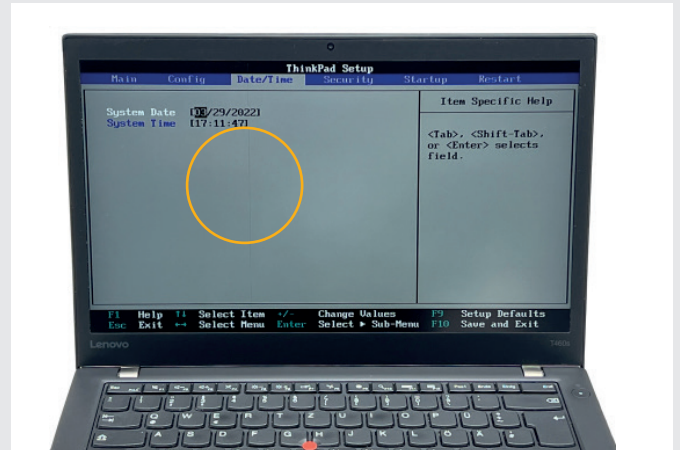 ThinkPad Setup
Main Config Date/Time Security Startup Restart
System Date [03/29/2022]
System Time [17:11:47]
Item Specific Help
<Tab>, <Shift-Tab>,
or <Enter> selects
field.
F1 Help ↑↓ Select Item +/- Change Values F9 Setup Defaults
Esc Exit ↔ Select Menu Enter Select ▶ Sub-Menu F10 Save and Exit
Lenovo T480s
Q W E R T Z U I O P Ü
A S D F G H J K L Ö Ä